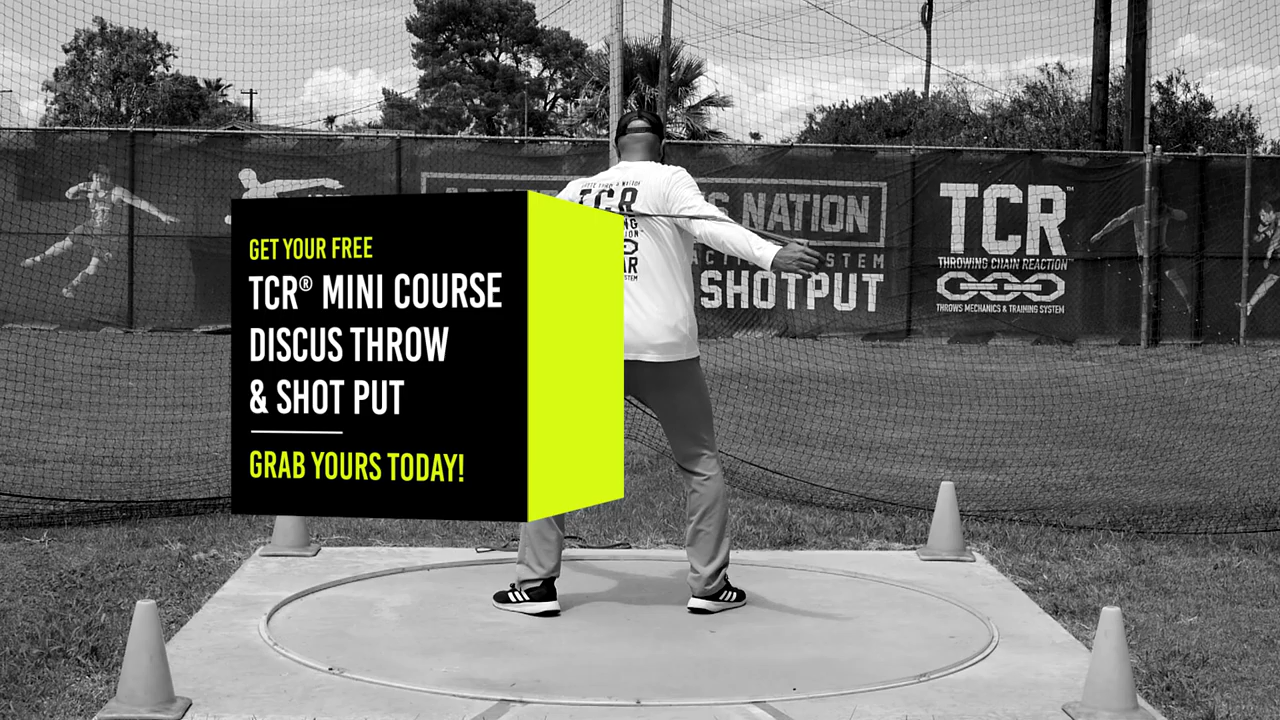 GET YOUR FREE
TCR® MINI COURSE
DISCUS THROW
& SHOT PUT
GRAB YOURS TODAY!
TCR
NATION
SHOTPUT
TCR™
THROWING CHAIN REACTION™
THROWS MECHANICS & TRAINING SYSTEM